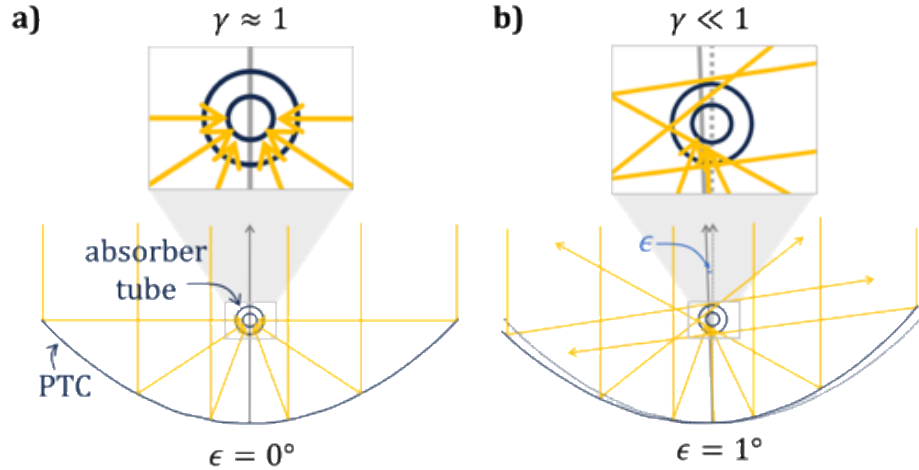 a)
γ ≈ 1
b)
γ ≪ 1
absorber
tube
PTC
ϵ = 0°
ϵ
ϵ = 1°